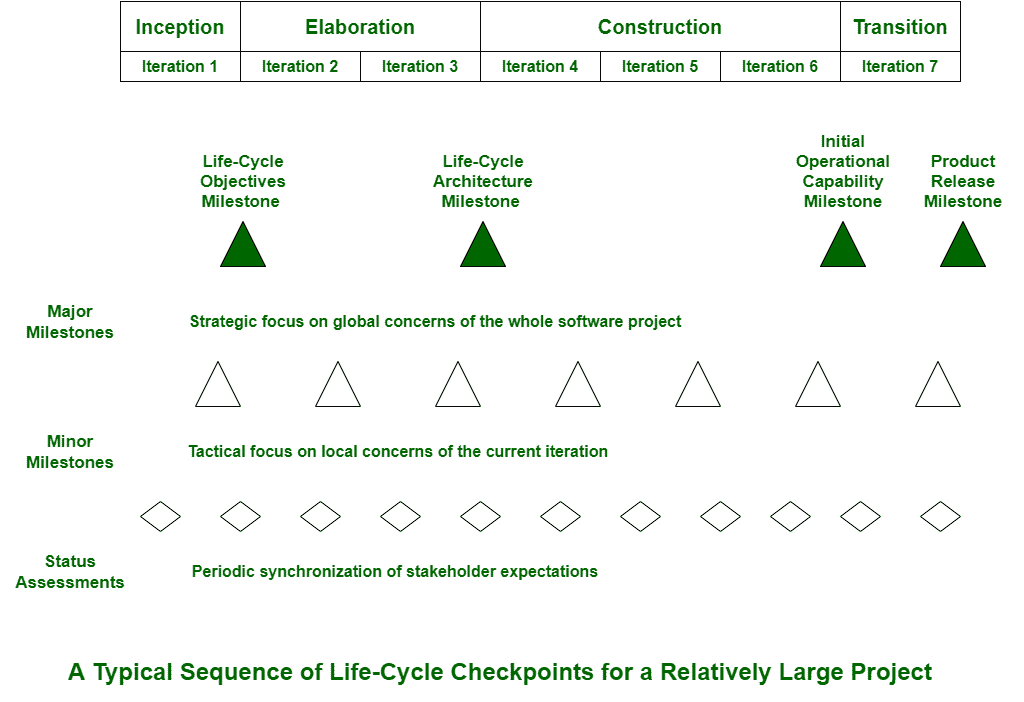 Inception Elaboration Construction Transition
Iteration 1 Iteration 2 Iteration 3 Iteration 4 Iteration 5 Iteration 6 Iteration 7
Life-Cycle
Objectives
Milestone
Life-Cycle
Architecture
Milestone
Initial
Operational
Capability
Milestone
Product
Release
Milestone
Major
Milestones
Strategic focus on global concerns of the whole software project
Minor
Milestones
Tactical focus on local concerns of the current iteration
Status
Assessments
Periodic synchronization of stakeholder expectations
A Typical Sequence of Life-Cycle Checkpoints for a Relatively Large Project